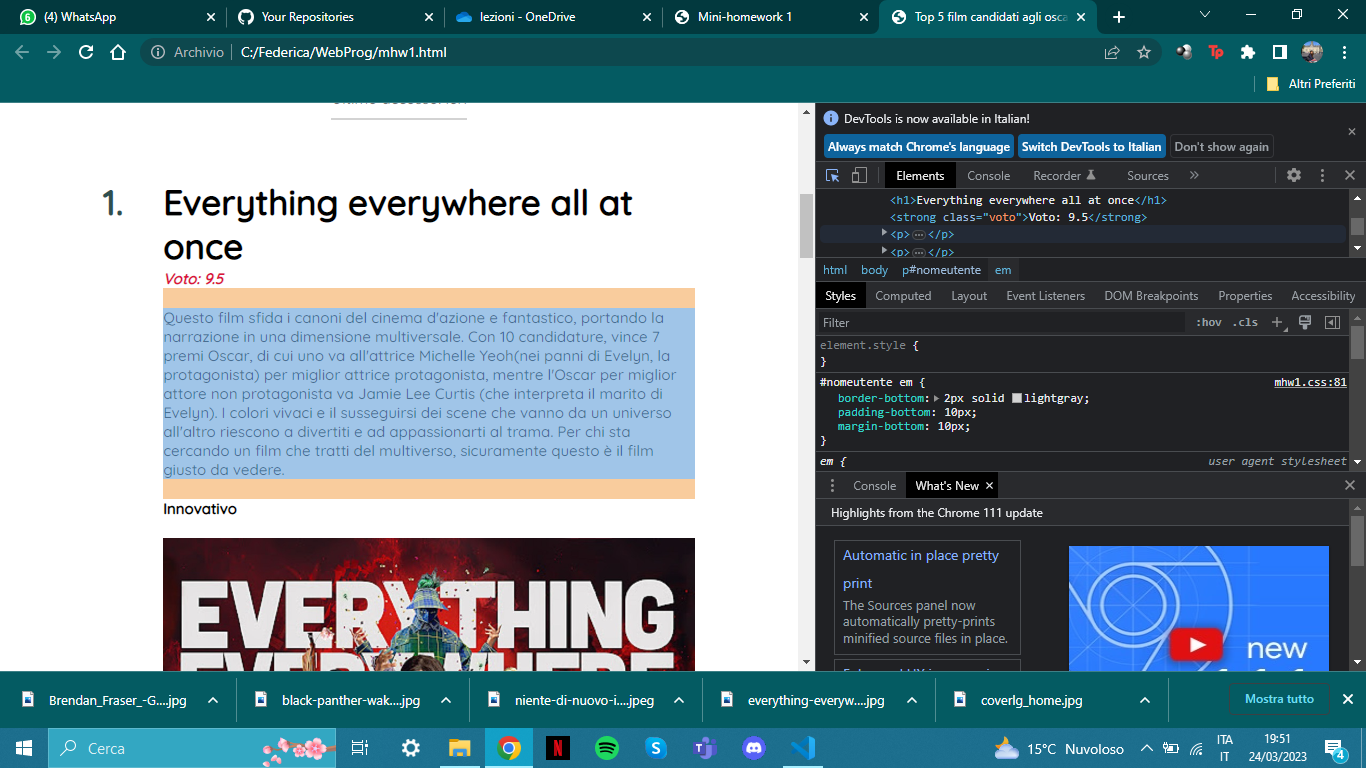 (4) WhatsApp
Your Repositories
lezioni - OneDrive
Mini-homework 1
Top 5 film candidati agli osca
Archivio
C:/Federica/WebProg/mhw1.html
Altri Preferiti
1. Everything everywhere all at
once
Voto: 9.5
Questo film sfida i canoni del cinema d'azione e fantastico, portando la
narrazione in una dimensione multiversale. Con 10 candidature, vince 7
premi Oscar, di cui uno va all'attrice Michelle Yeoh(nei panni di Evelyn, la
protagonista) per miglior attrice protagonista, mentre l'Oscar per miglior
attore non protagonista va Jamie Lee Curtis (che interpreta il marito di
Evelyn). I colori vivaci e il susseguirsi dei scene che vanno da un universo
all'altro riescono a divertiti e ad appassionarti al trama. Per chi sta
cercando un film che tratti del multiverso, sicuramente questo è il film
giusto da vedere.
Innovativo
EVERYTHING
EVERYWHERE
DevTools is now available in Italian!
Always match Chrome's language
Switch DevTools to Italian
Don't show again
Elements
Console
Recorder
Sources
<h1>Everything everywhere all at once</h1>
<strong class="voto">Voto: 9.5</strong>
<p>…</p>
<p>…</p>
html body p#nomeutente em
Styles
Computed
Layout
Event Listeners
DOM Breakpoints
Properties
Accessibility
Filter
:hov .cls
element.style {
}
#nomeutente em {
mhw1.css:81
border-bottom: 2px solid lightgray;
padding-bottom: 10px;
margin-bottom: 10px;
}
em {
user agent stylesheet
Console
What's New
Highlights from the Chrome 111 update
Automatic in place pretty
print
The Sources panel now
automatically pretty-prints
minified source files in place.
new
Brendan_Fraser_-G....jpg
black-panther-wak....jpg
niente-di-nuovo-i....jpeg
everything-everyw....jpg
coverlg_home.jpg
Mostra tutto
Cerca
15°C Nuvoloso
ITA
IT
19:51
24/03/2023
4